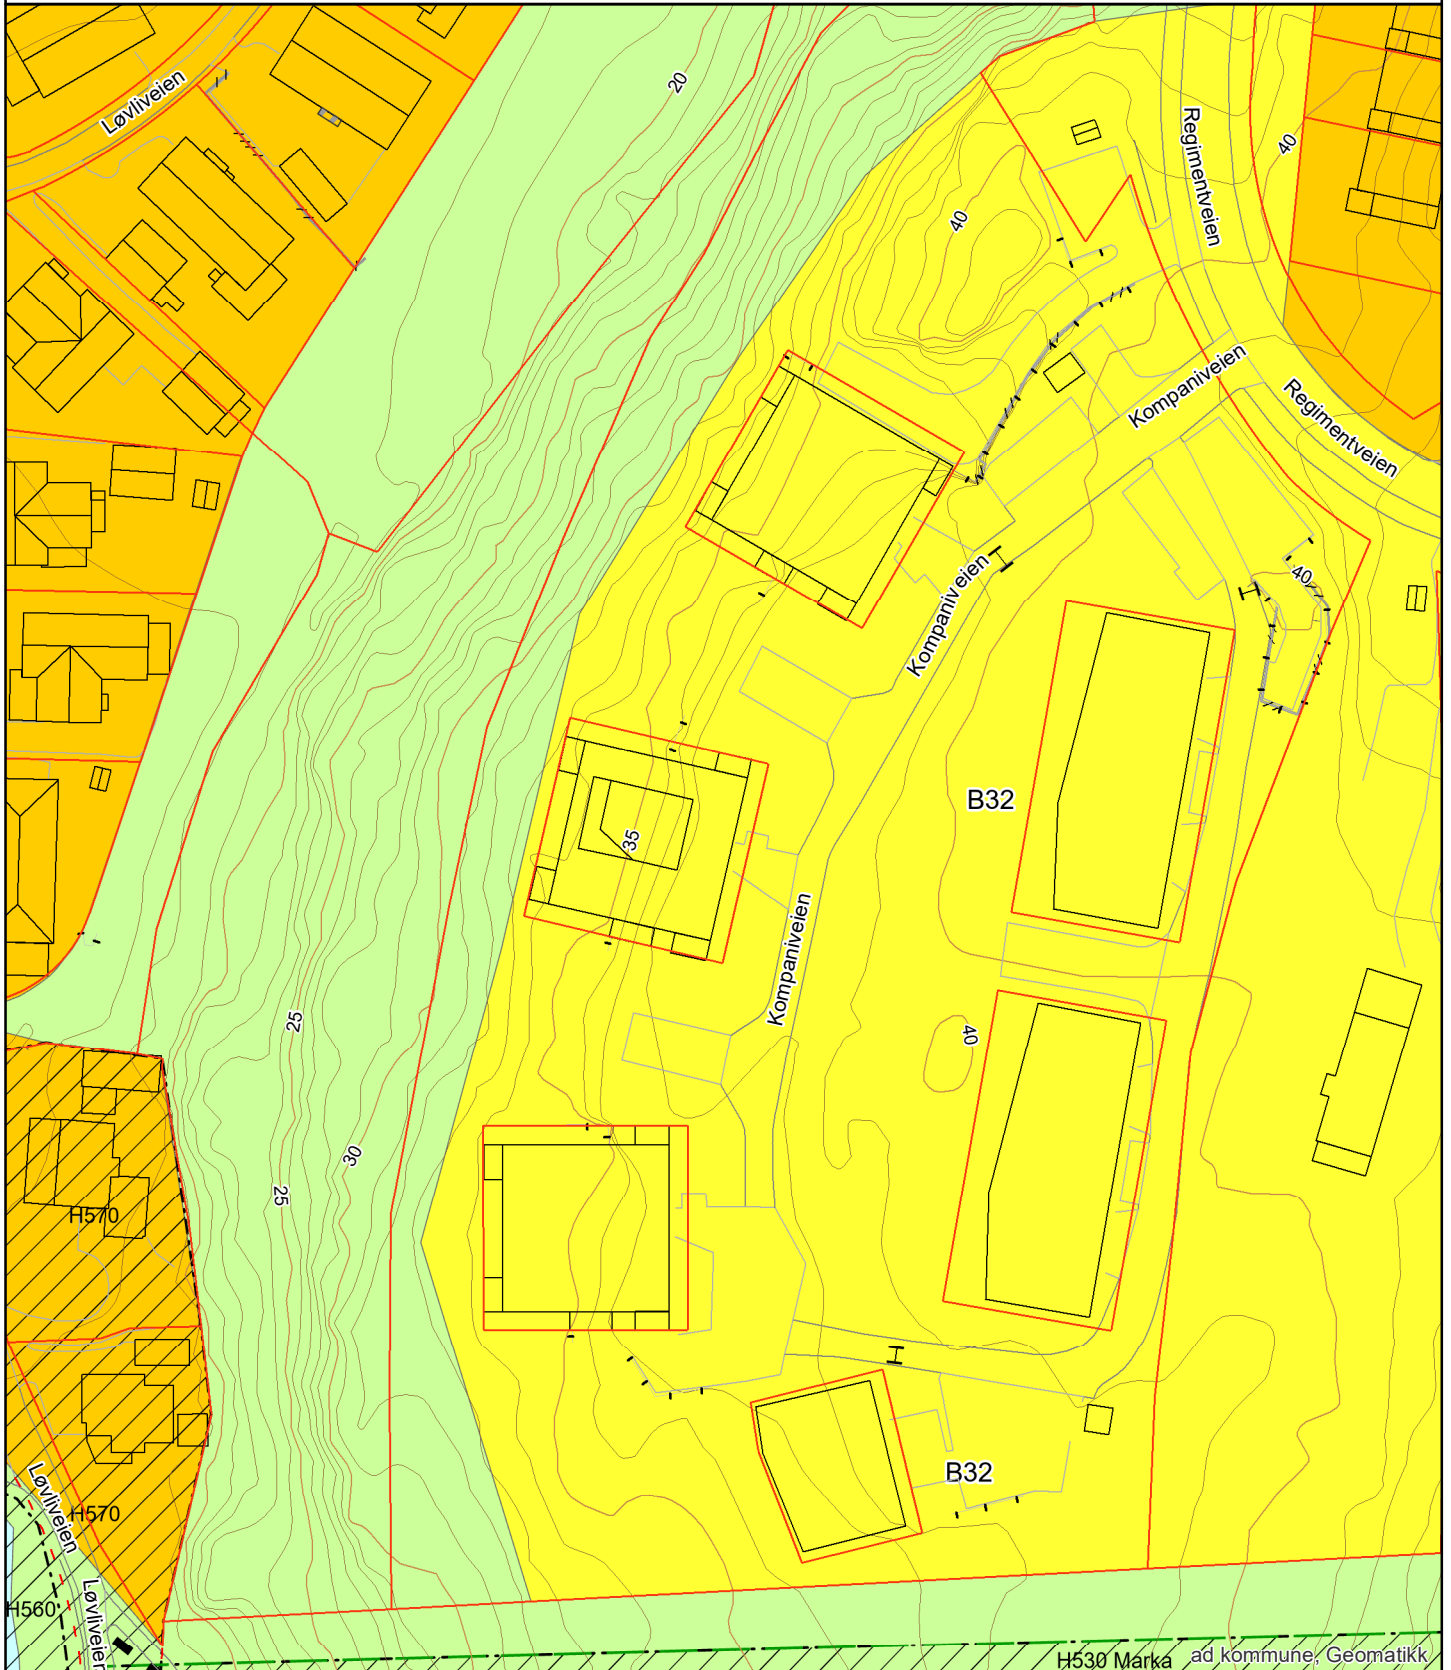 20
Løvliveien
Regimentveien
40
40
Kompaniveien
Regimentveien
Kompaniveien
40
B32
35
Kompaniveien
25
40
30
25
H570
B32
Løvliveien
H570
Løvliveien
H560
H530 Marka
ad kommune, Geomatikk